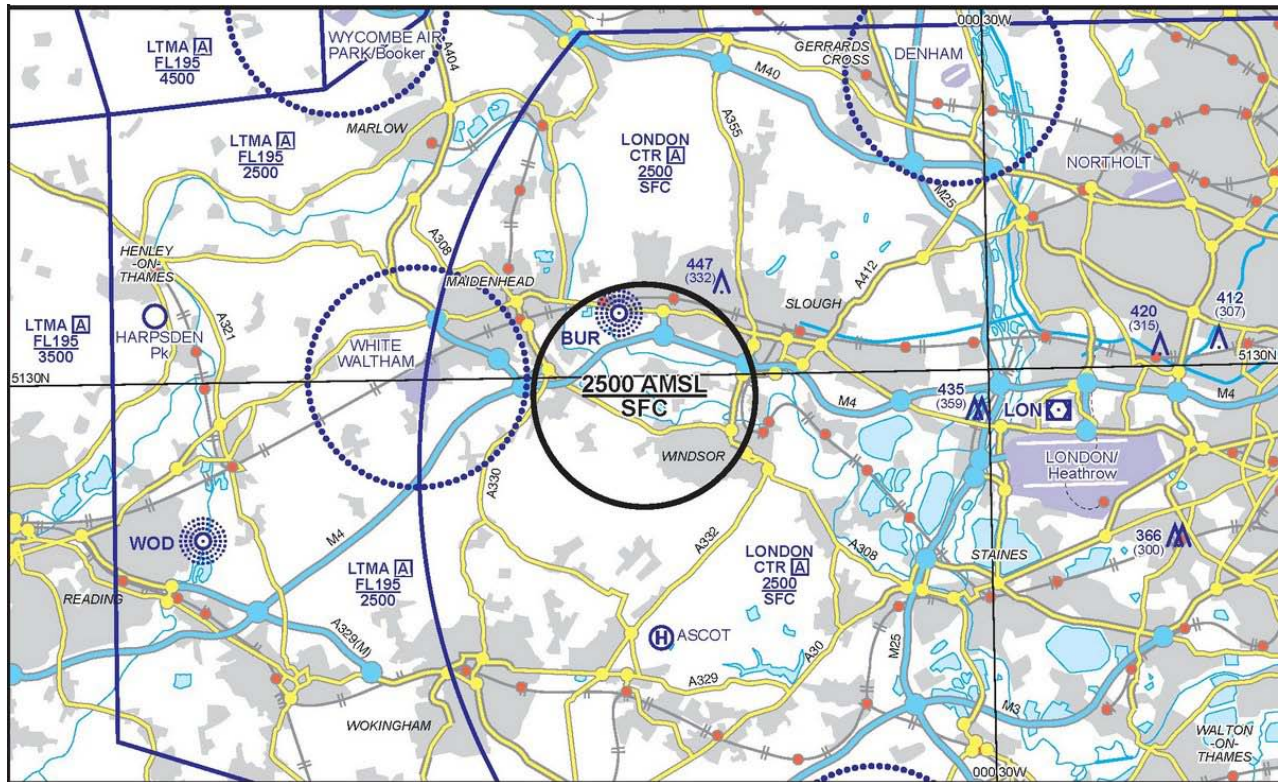 000 30W
LTMA A
FL195
4500
WYCOMBE AIR
PARK/Booker
A404
GERRARDS
CROSS
DENHAM
M40
MARLOW
LTMA A
FL195
2500
LONDON
CTR A
2500
SFC
A355
NORTHOLT
M25
HENLEY
-ON-
THAMES
A308
MAIDENHEAD
447
(332)
A412
SLOUGH
LTMA A
FL195
3500
HARPSDEN
Pk
A321
WHITE
WALTHAM
BUR
420
(315)
412
(307)
5130N
5130N
2500 AMSL
SFC
435
(359)
LON
M4
M4
WINDSOR
LONDON/
Heathrow
A330
WOD
M4
A332
366
(300)
LTMA A
FL195
2500
LONDON
CTR A
2500
SFC
A308
STAINES
READING
A329(M)
H ASCOT
A30
M25
A329
M3
WOKINGHAM
WALTON
-ON-
THAMES
000 30W